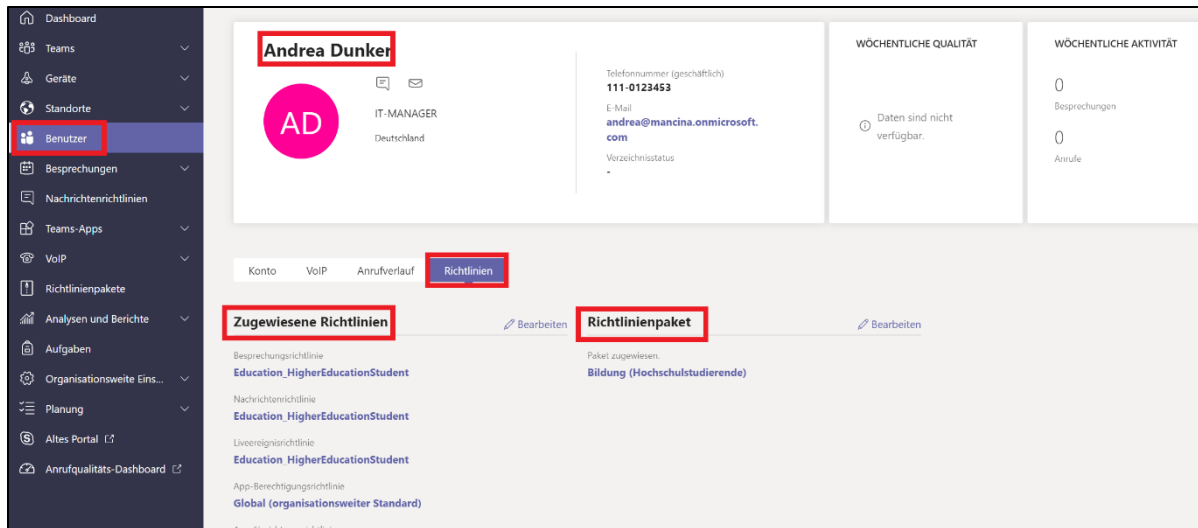 Dashboard
Teams
Geräte
Standorte
Benutzer
Besprechungen
Nachrichtenrichtlinien
Teams-Apps
VoIP
Richtlinienpakete
Analysen und Berichte
Aufgaben
Organisationsweite Eins...
Planung
Altes Portal
Anrufqualitäts-Dashboard
Andrea Dunker
AD
IT-MANAGER
Deutschland
Telefonnummer (geschäftlich)
111-0123453
E-Mail
andrea@mancina.onmicrosoft.
com
Verzeichnisstatus
-
WÖCHENTLICHE QUALITÄT
Daten sind nicht
verfügbar.
WÖCHENTLICHE AKTIVITÄT
0
Besprechungen
0
Anrufe
Konto VoIP Anrufverlauf Richtlinien
Zugewiesene Richtlinien Bearbeiten
Besprechungsrichtlinie
Education_HigherEducationStudent
Nachrichtenrichtlinie
Education_HigherEducationStudent
Liveereignisrichtlinie
Education_HigherEducationStudent
App-Berechtigungsrichtlinie
Global (organisationsweiter Standard)
Richtlinienpaket Bearbeiten
Paket zugewiesen.
Bildung (Hochschulstudierende)